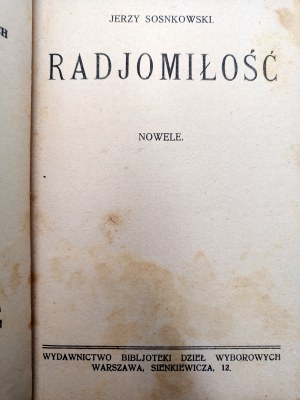 JERZY SOSNKOWSKI.
RADJOMIŁOŚĆ
NOWELE.
WYDAWNICTWO BIBLJOTEKI DZIEŁ WYBOROWYCH
WARSZAWA, SIENKIEWICZA, 12.